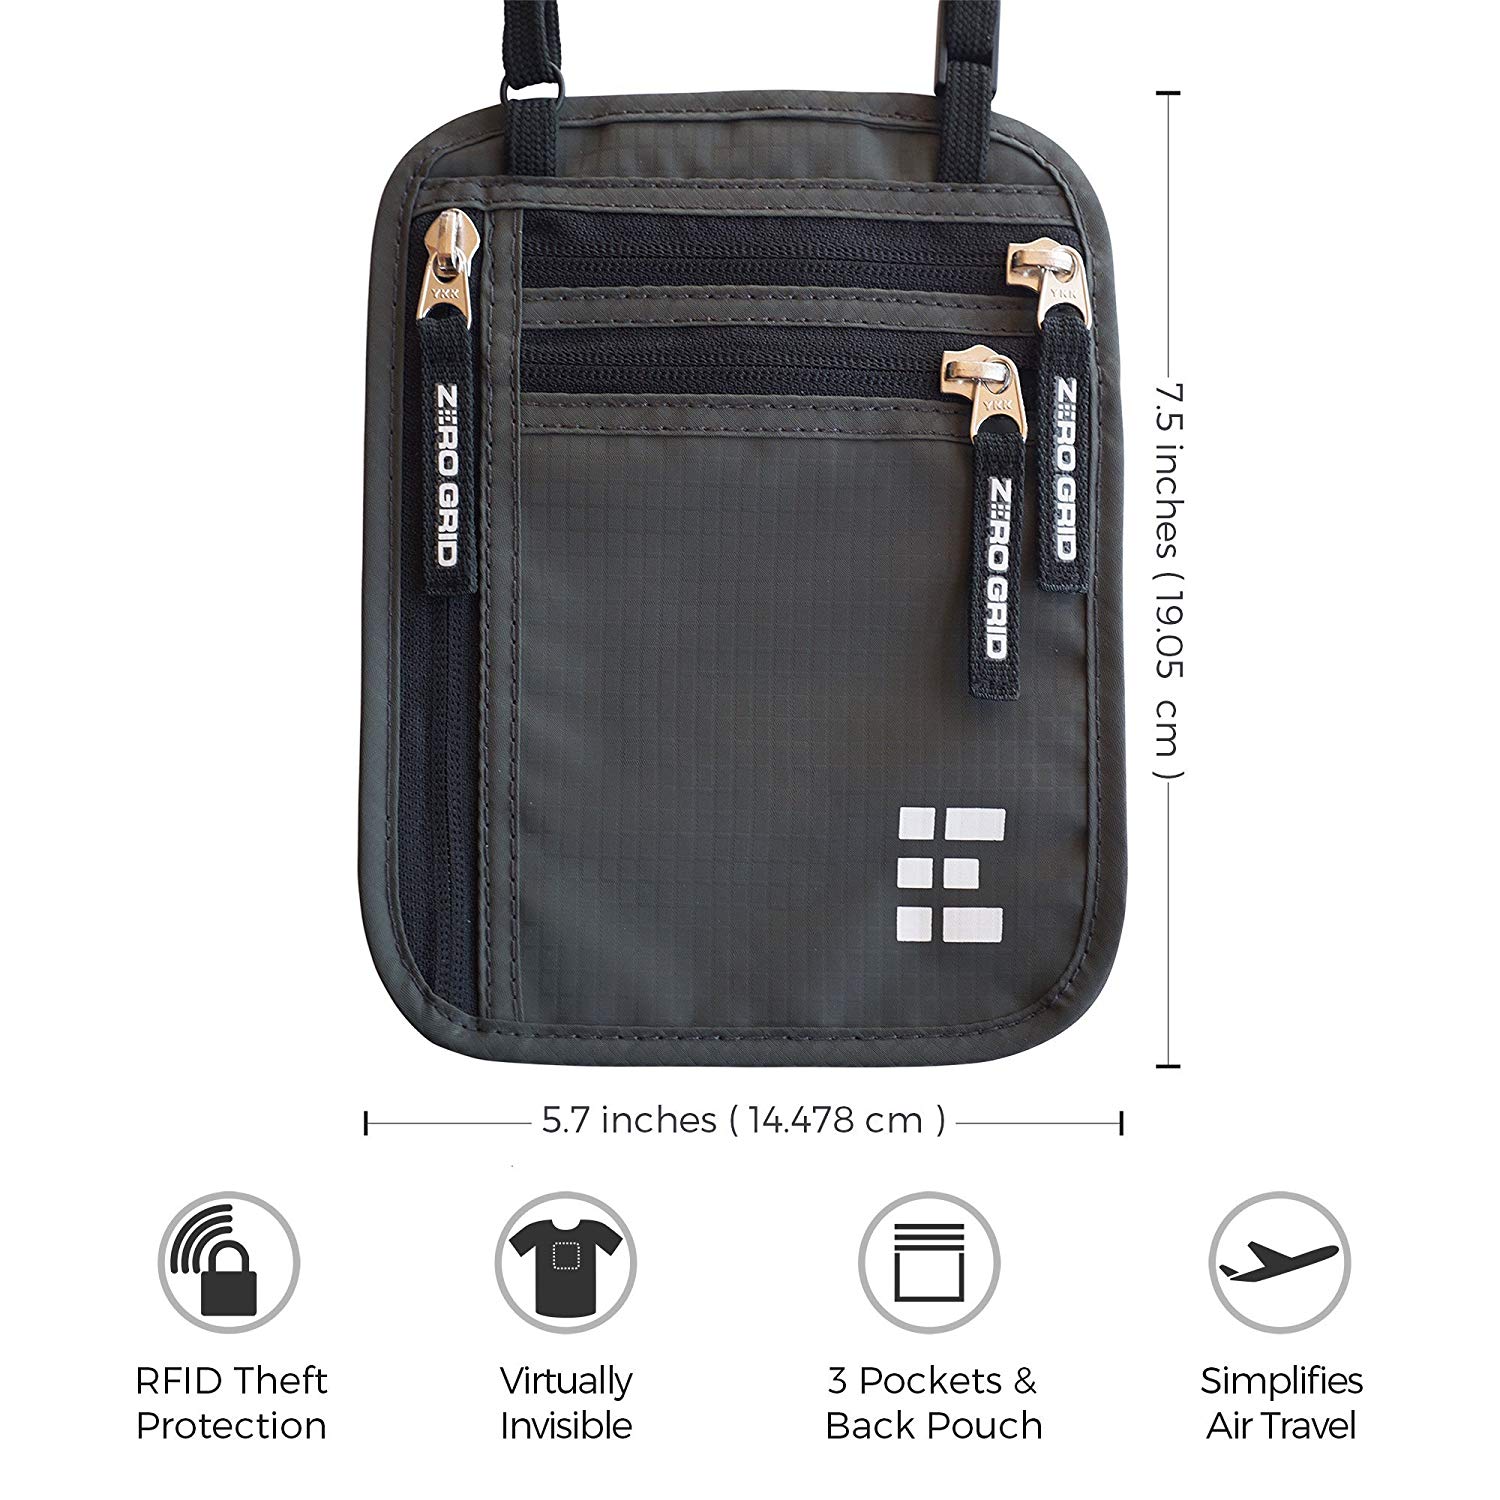 YKK
YKK
YKK
ZERO GRID
ZERO GRID
ZERO GRID
7.5 inches ( 19.05 cm )
5.7 inches ( 14.478 cm )
RFID Theft
Protection
Virtually
Invisible
3 Pockets &
Back Pouch
Simplifies
Air Travel